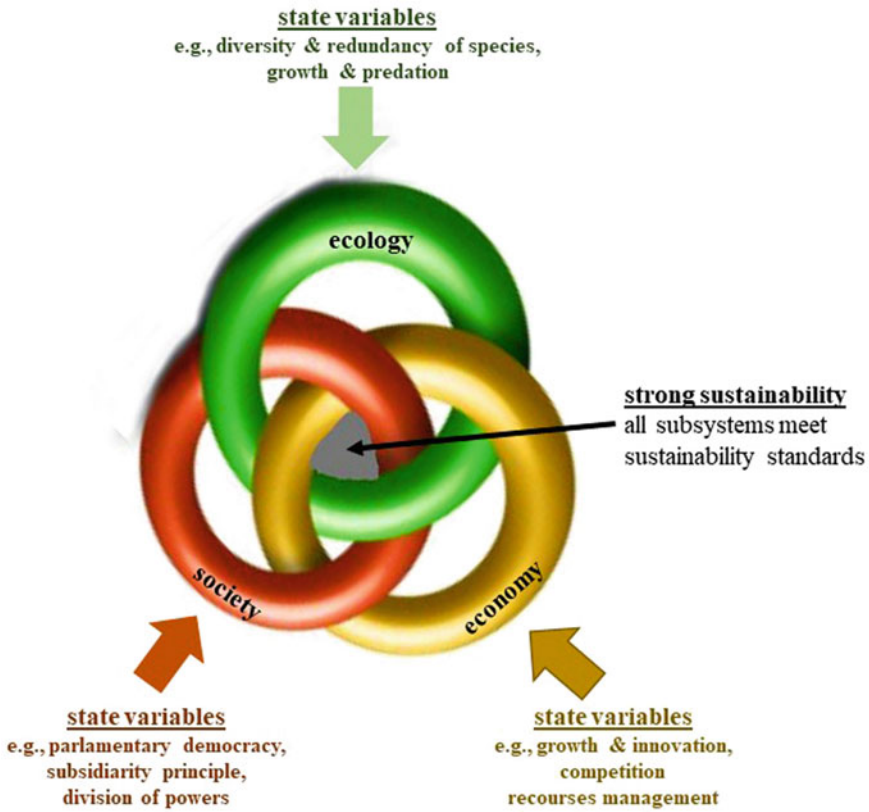 state variables
e.g., diversity & redundancy of species,
growth & predation
ecology
strong sustainability
all subsystems meet
sustainability standards
society
economy
state variables
e.g., parlamentary democracy,
subsidiarity principle,
division of powers
state variables
e.g., growth & innovation,
competition
recourses management